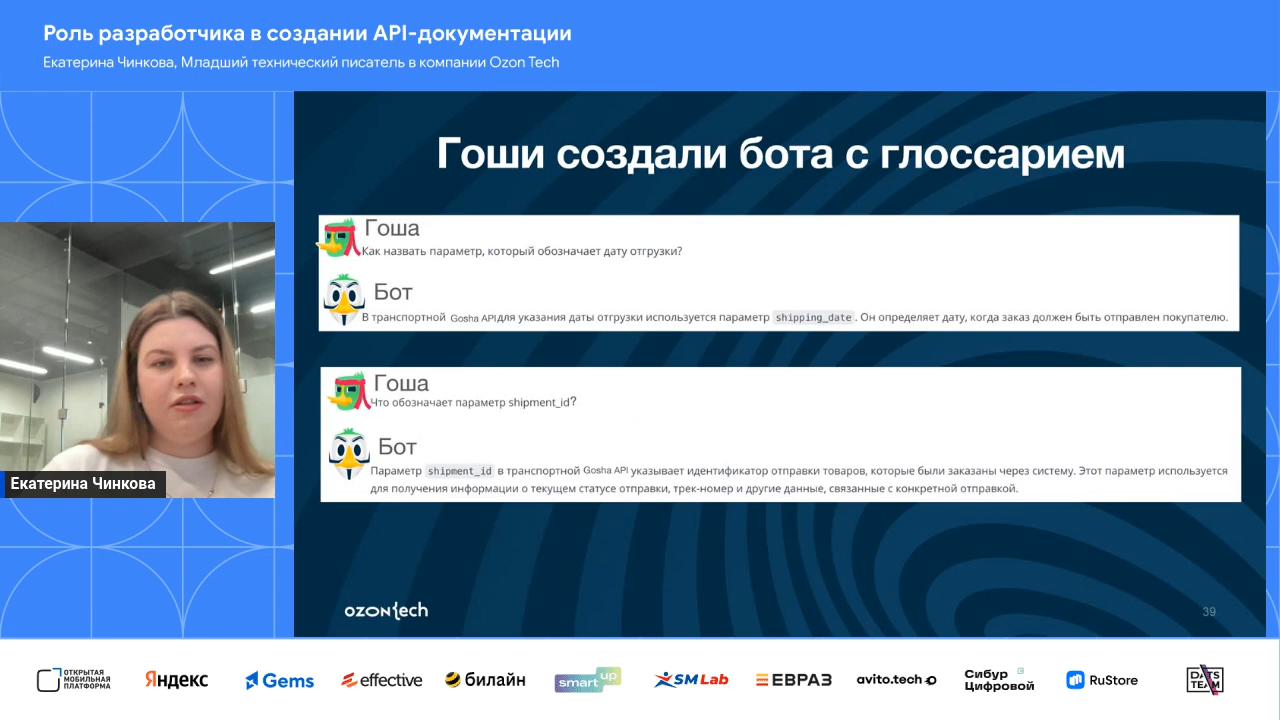 Роль разработчика в создании API-документации
Екатерина Чинкова, Младший технический писатель в компании Ozon Tech
Гоши создали бота с глоссарием
Гоша
Как назвать параметр, который обозначает дату отгрузки?
Бот
В транспортной Gosha API для указания даты отгрузки используется параметр shipping_date. Он определяет дату, когда заказ должен быть отправлен покупателю.
Гоша
Что обозначает параметр shipment_id?
Бот
Параметр shipment_id в транспортной Gosha API указывает идентификатор отправки товаров, которые были заказаны через систему. Этот параметр используется
для получения информации о текущем статусе отправки, трек-номер и другие данные, связанные с конкретной отправкой.
Екатерина Чинкова
ozon{ech
39
ОТКРЫТАЯ
МОБИЛЬНАЯ
ПЛАТФОРМА
Яндекс
Gems
effective
билайн
smart up
SM Lab
ЕВРАЗ
avito.tech
Сибур
Цифровой
RuStore
DATS
TEAM